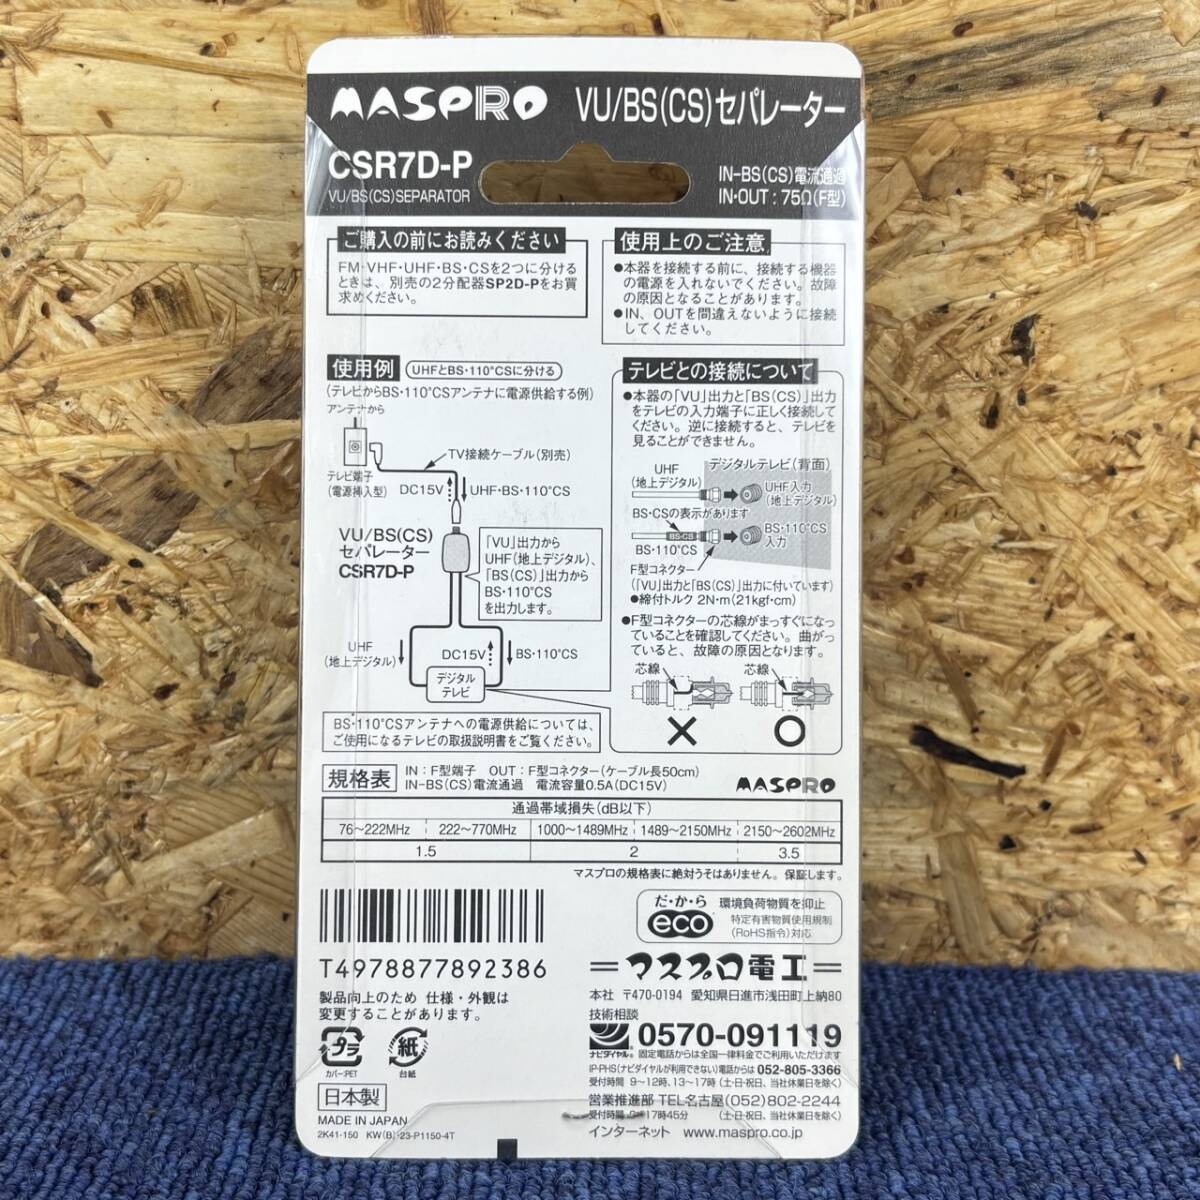 MASPRO VU/BS(CS)セパレーター
CSR7D-P
VU/BS(CS)SEPARATOR
IN-BS(CS)電流通過
IN・OUT：75Ω(F型)
ご購入の前にお読みください
FM・VHF・UHF・BS・CSを2つに分ける
ときは、別売の2分配器SP2D-Pをお買
求めください。
使用上のご注意
●本器を接続する前に、接続する機器
の電源を入れないでください。故障
の原因となることがあります。
●IN、OUTを間違えないように接続
してください。
使用例 UHFとBS・110°CSに分ける
(テレビからBS・110°CSアンテナに電源供給する例)
アンテナから
TV接続ケーブル(別売)
テレビ端子
(電源挿入型)
DC15V
UHF・BS・110°CS
VU/BS(CS)
セパレーター
CSR7D-P
「VU」出力から
UHF(地上デジタル)、
「BS(CS)」出力から
BS・110°CS
を出力します。
UHF
(地上デジタル)
DC15V
BS・110°CS
デジタル
テレビ
BS・110°CSアンテナへの電源供給については、
ご使用になるテレビの取扱説明書をご覧ください。
テレビとの接続について
●本器の「VU」出力と「BS(CS)」出力
をテレビの入力端子に正しく接続して
ください。逆に接続すると、テレビを
見ることができません。
UHF
(地上デジタル)
デジタルテレビ(背面)
UHF入力
(地上デジタル)
BS・CSの表示があります
BS・CS
BS・110°CS
入力
BS・110°CS
F型コネクター
(「VU」出力と「BS(CS)」出力に付いています)
●締付トルク 2N・m(21kgf・cm)
●F型コネクターの芯線がまっすぐになっ
ていることを確認してください。曲がっ
ていると、故障の原因となります。
芯線 芯線
× ○
規格表
IN：F型端子 OUT：F型コネクター(ケーブル長50cm)
IN-BS(CS)電流通過 電流容量0.5A(DC15V)
MASPRO
通過帯域損失(dB以下)
76～222MHz 222～770MHz 1000～1489MHz 1489～2150MHz 2150～2602MHz
1.5 2 3.5
マスプロの規格表に絶対うそはありません。保証します。
だ・か・ら
eco
環境負荷物質を抑止
特定有害物質使用規制
(RoHS指令)対応
T4978877892386
製品向上のため 仕様・外観は
変更することがあります。
プラ
カバー:PET
紙
台紙
日本製
MADE IN JAPAN
2K41-150 KW(B)-23-P1150-4T
＝マスプロ電工＝
本社 〒470-0194 愛知県日進市浅田町上納80
技術相談
ナビダイヤル
0570-091119
固定電話からは全国一律料金でご利用いただけます
IP・PHS(ナビダイヤルが利用できない)電話からは 052-805-3366
受付時間 9～12時、13～17時 (土・日・祝日、当社休業日を除く)
営業推進部 TEL名古屋(052)802-2244
17時45分 (土・日・祝日、当社休業日を除く)
インターネット www.maspro.co.jp